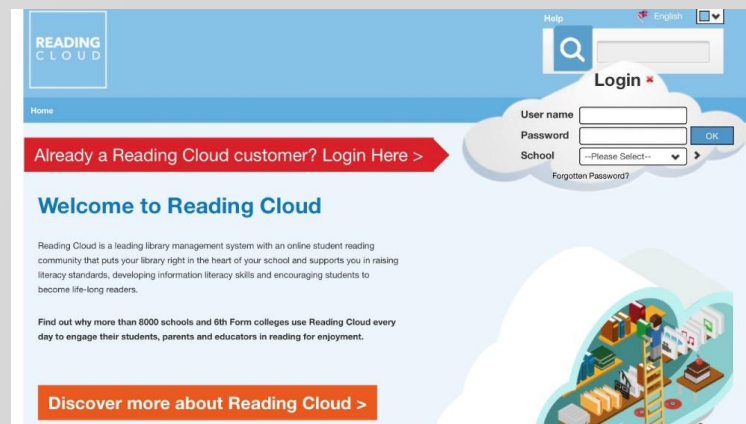 Help
English
READING
CLOUD
Login
Home
User name
Password
OK
Already a Reading Cloud customer? Login Here >
School
--Please Select--
Forgotten Password?
Welcome to Reading Cloud
Reading Cloud is a leading library management system with an online student reading
community that puts your library right in the heart of your school and supports you in raising
literacy standards, developing information literacy skills and encouraging students to
become life-long readers.
Find out why more than 8000 schools and 6th Form colleges use Reading Cloud every
day to engage their students, parents and educators in reading for enjoyment.
Discover more about Reading Cloud >